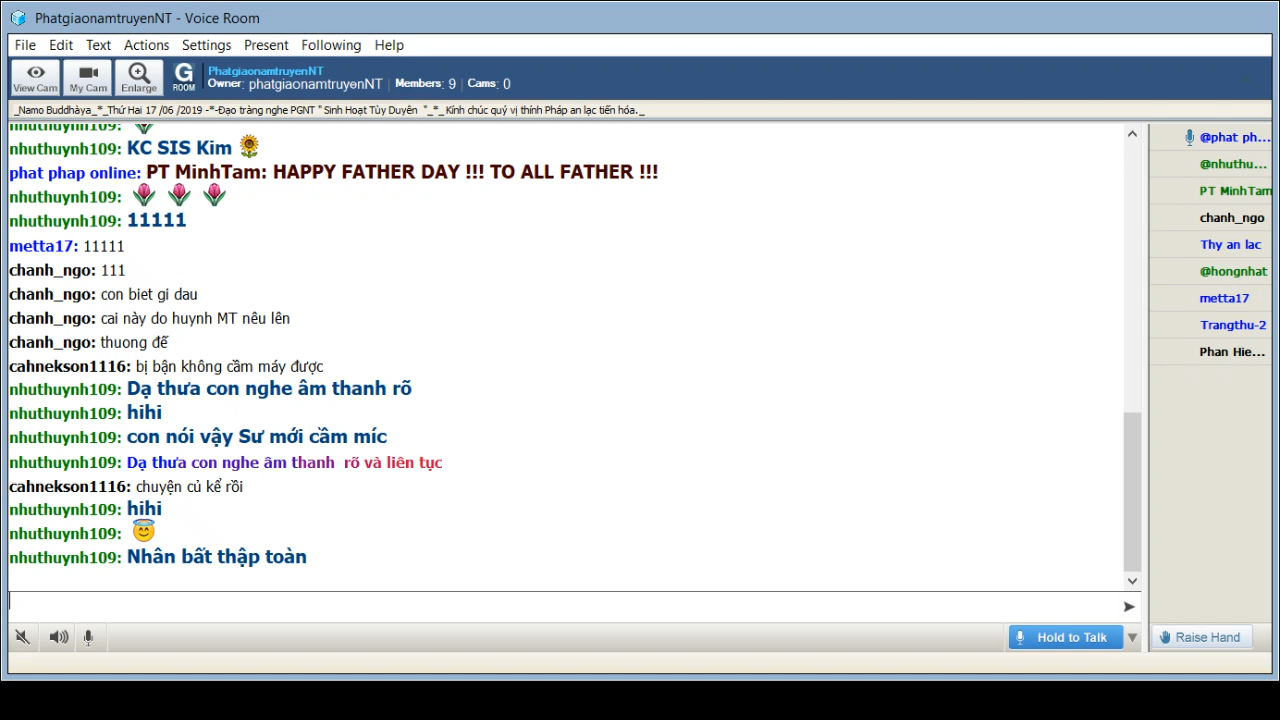 PhatgiaonamtruyenNT - Voice Room
File Edit Text Actions Settings Present Following Help
View Cam My Cam Enlarge G ROOM
PhatgiaonamtruyenNT
Owner: phatgiaonamtruyenNT Members: 9 Cams: 0
_Namo Buddhàya_*_Thứ Hai 17 /06 /2019 -*-Đạo tràng nghe PGNT " Sinh Hoạt Tùy Duyên "_*_ Kính chúc quý vị thính Pháp an lạc tiến hóa._
nhuthuynh109:
nhuthuynh109: KC SIS Kim
phat phap online: PT MinhTam: HAPPY FATHER DAY !!! TO ALL FATHER !!!
nhuthuynh109:
nhuthuynh109: 11111
metta17: 11111
chanh_ngo: 111
chanh_ngo: con biet gi dau
chanh_ngo: cai này do huynh MT nêu lên
chanh_ngo: thuong đế
cahnekson1116: bị bận không cầm máy được
nhuthuynh109: Dạ thưa con nghe âm thanh rõ
nhuthuynh109: hihi
nhuthuynh109: con nói vậy Sư mới cầm míc
nhuthuynh109: Dạ thưa con nghe âm thanh rõ và liên tục
cahnekson1116: chuyện củ kể rồi
nhuthuynh109: hihi
nhuthuynh109:
nhuthuynh109: Nhân bất thập toàn
@phat ph...
@nhuthu...
PT MinhTam
chanh_ngo
Thy an lac
@hongnhat
metta17
Trangthu-2
Phan Hie...
Hold to Talk
Raise Hand